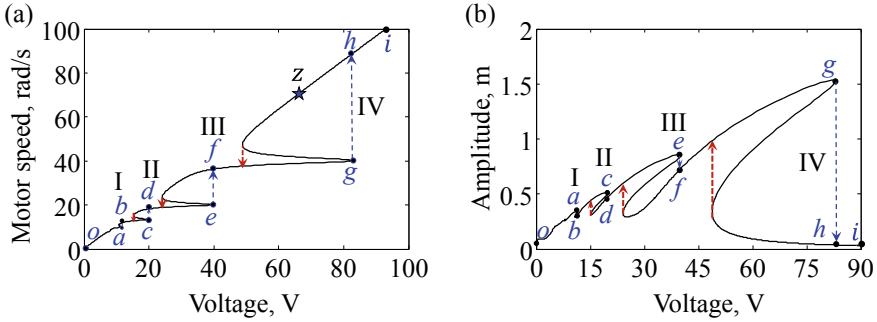 (a)
Motor speed, rad/s
100
80
60
40
20
0
0
20
40
60
80
100
Voltage, V
I
II
III
IV
o
a
b
c
d
e
f
g
h
i
z
(b)
Amplitude, m
2
1.5
1
0.5
0
0
15
30
45
60
75
90
Voltage, V
I
II
III
IV
o
a
b
c
d
e
f
g
h
i